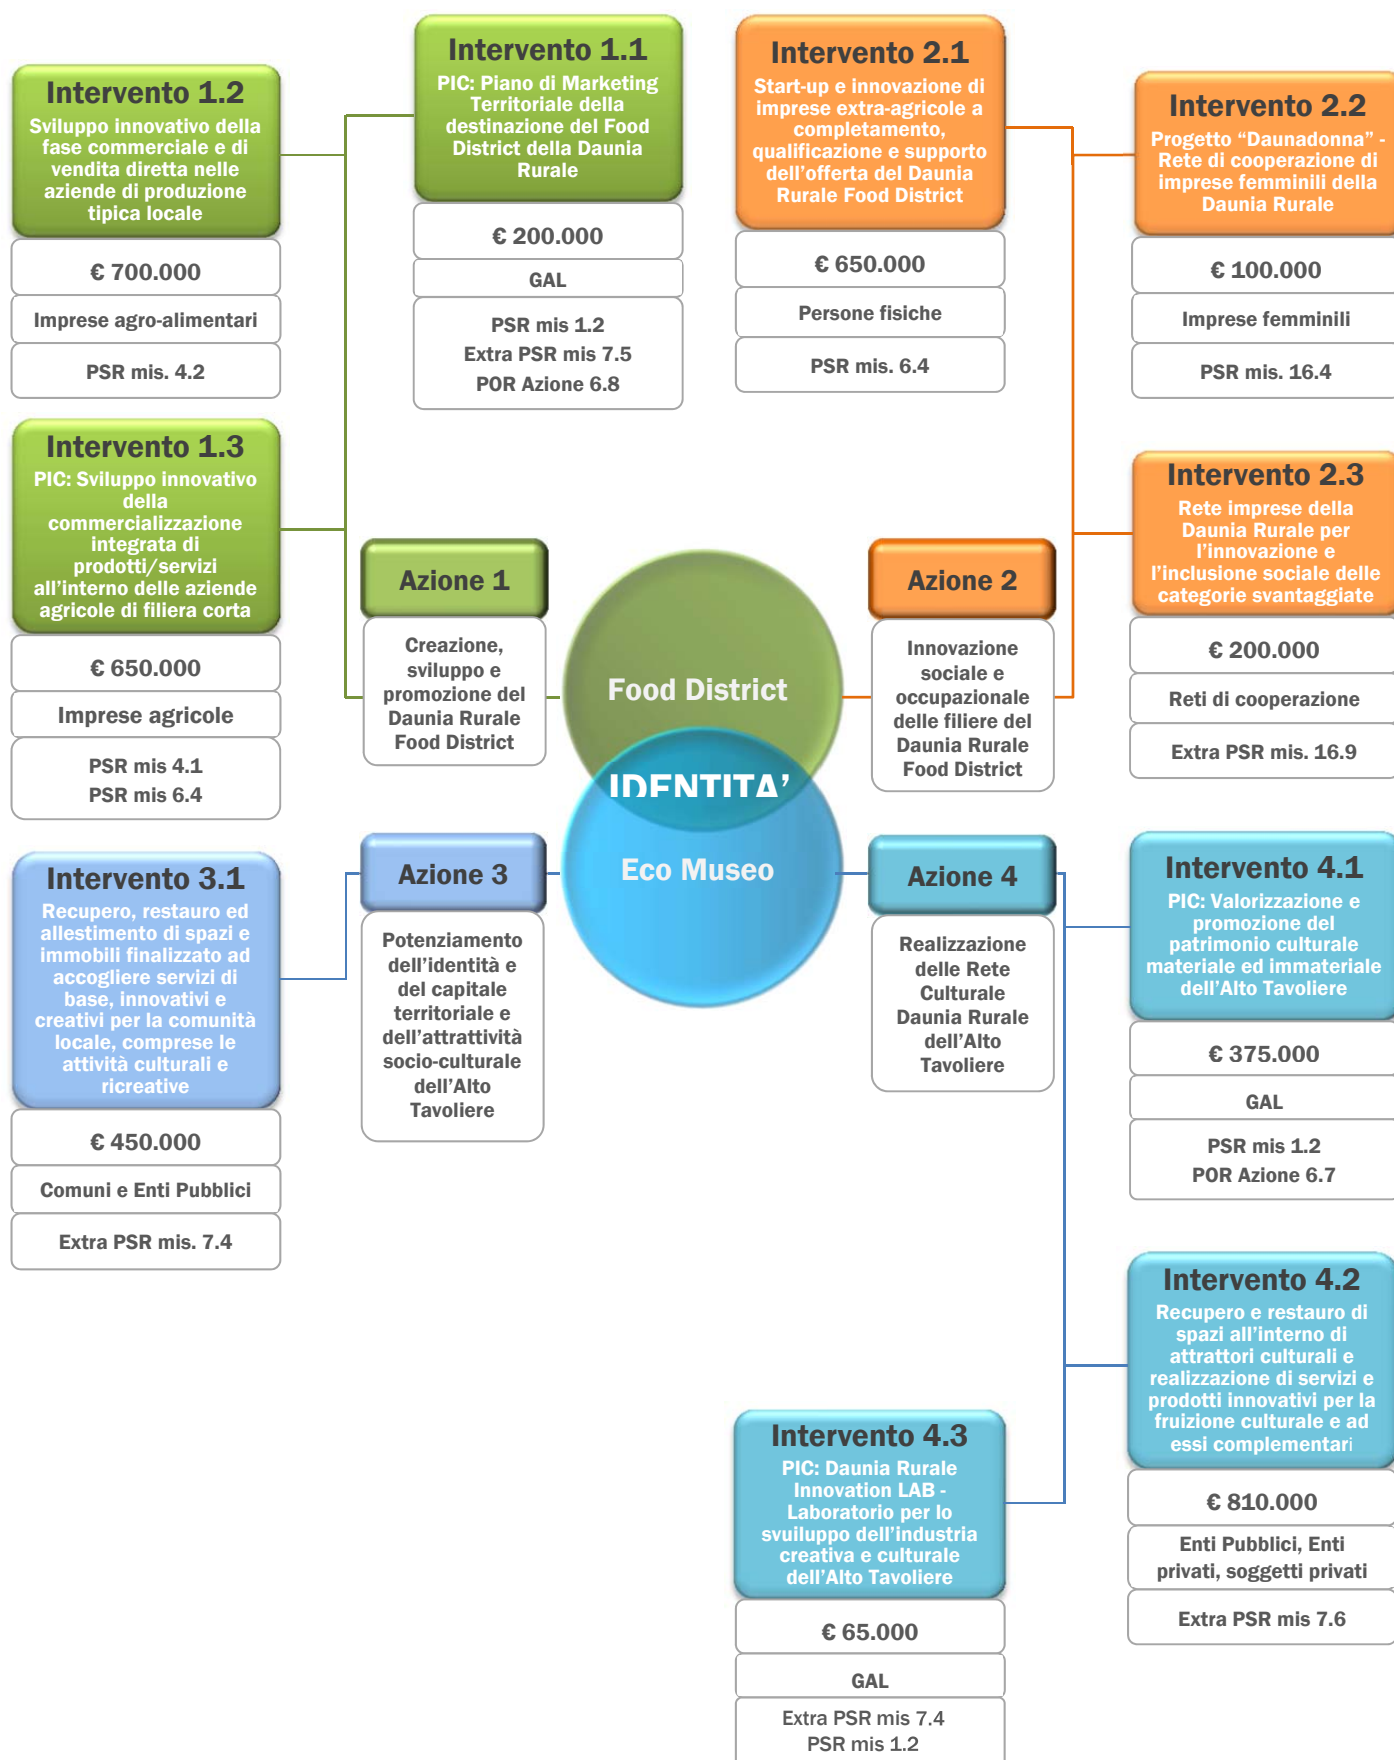 Intervento 1.1
PIC: Piano di Marketing
Territoriale della
destinazione del Food
District della Daunia
Rurale
€ 200.000
GAL
PSR mis 1.2
Extra PSR mis 7.5
POR Azione 6.8
Intervento 1.2
Sviluppo innovativo della
fase commerciale e di
vendita diretta nelle
aziende di produzione
tipica locale
€ 700.000
Imprese agro-alimentari
PSR mis. 4.2
Intervento 1.3
PIC: Sviluppo innovativo
della
commercializzazione
integrata di
prodotti/servizi
all’interno delle aziende
agricole di filiera corta
€ 650.000
Imprese agricole
PSR mis 4.1
PSR mis 6.4
Intervento 2.1
Start-up e innovazione di
imprese extra-agricole a
completamento,
qualificazione e supporto
dell’offerta del Daunia
Rurale Food District
€ 650.000
Persone fisiche
PSR mis. 6.4
Intervento 2.2
Progetto “Daunadonna” -
Rete di cooperazione di
imprese femminili della
Daunia Rurale
€ 100.000
Imprese femminili
PSR mis. 16.4
Intervento 2.3
Rete imprese della
Daunia Rurale per
l’innovazione e
l’inclusione sociale delle
categorie svantaggiate
€ 200.000
Reti di cooperazione
Extra PSR mis. 16.9
Azione 1
Creazione,
sviluppo e
promozione del
Daunia Rurale
Food District
Food District
IDENTITA’
Eco Museo
Azione 2
Innovazione
sociale e
occupazionale
delle filiere del
Daunia Rurale
Food District
Azione 3
Potenziamento
dell’identità e
del capitale
territoriale e
dell’attrattività
socio-culturale
dell’Alto
Tavoliere
Azione 4
Realizzazione
delle Rete
Culturale
Daunia Rurale
dell’Alto
Tavoliere
Intervento 3.1
Recupero, restauro ed
allestimento di spazi e
immobili finalizzato ad
accogliere servizi di
base, innovativi e
creativi per la comunità
locale, comprese le
attività culturali e
ricreative
€ 450.000
Comuni e Enti Pubblici
Extra PSR mis. 7.4
Intervento 4.1
PIC: Valorizzazione e
promozione del
patrimonio culturale
materiale ed immateriale
dell’Alto Tavoliere
€ 375.000
GAL
PSR mis 1.2
POR Azione 6.7
Intervento 4.2
Recupero e restauro di
spazi all’interno di
attrattori culturali e
realizzazione di servizi e
prodotti innovativi per la
fruizione culturale e ad
essi complementari
€ 810.000
Enti Pubblici, Enti
privati, soggetti privati
Extra PSR mis 7.6
Intervento 4.3
PIC: Daunia Rurale
Innovation LAB -
Laboratorio per lo
svuiluppo dell’industria
creativa e culturale
dell’Alto Tavoliere
€ 65.000
GAL
Extra PSR mis 7.4
PSR mis 1.2